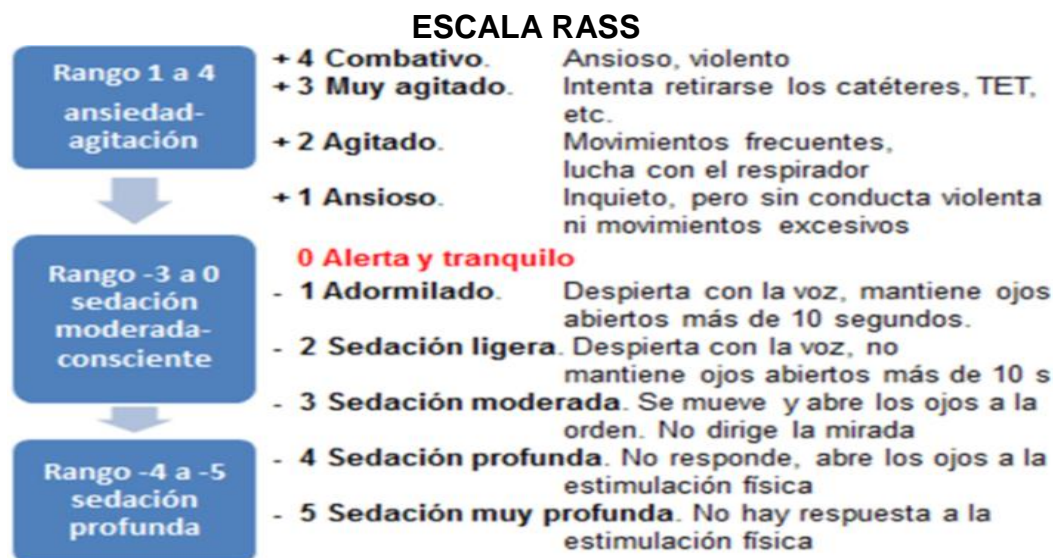 ESCALA RASS
Rango 1 a 4
ansiedad-
agitación
+ 4 Combativo. Ansioso, violento
+ 3 Muy agitado. Intenta retirarse los catéteres, TET,
etc.
+ 2 Agitado. Movimientos frecuentes,
lucha con el respirador
+ 1 Ansioso. Inquieto, pero sin conducta violenta
ni movimientos excesivos
Rango -3 a 0
sedación
moderada-
consciente
0 Alerta y tranquilo
- 1 Adormilado. Despierta con la voz, mantiene ojos
abiertos más de 10 segundos.
- 2 Sedación ligera. Despierta con la voz, no
mantiene ojos abiertos más de 10 s
- 3 Sedación moderada. Se mueve y abre los ojos a la
orden. No dirige la mirada
Rango -4 a -5
sedación
profunda
- 4 Sedación profunda. No responde, abre los ojos a la
estimulación física
- 5 Sedación muy profunda. No hay respuesta a la
estimulación física